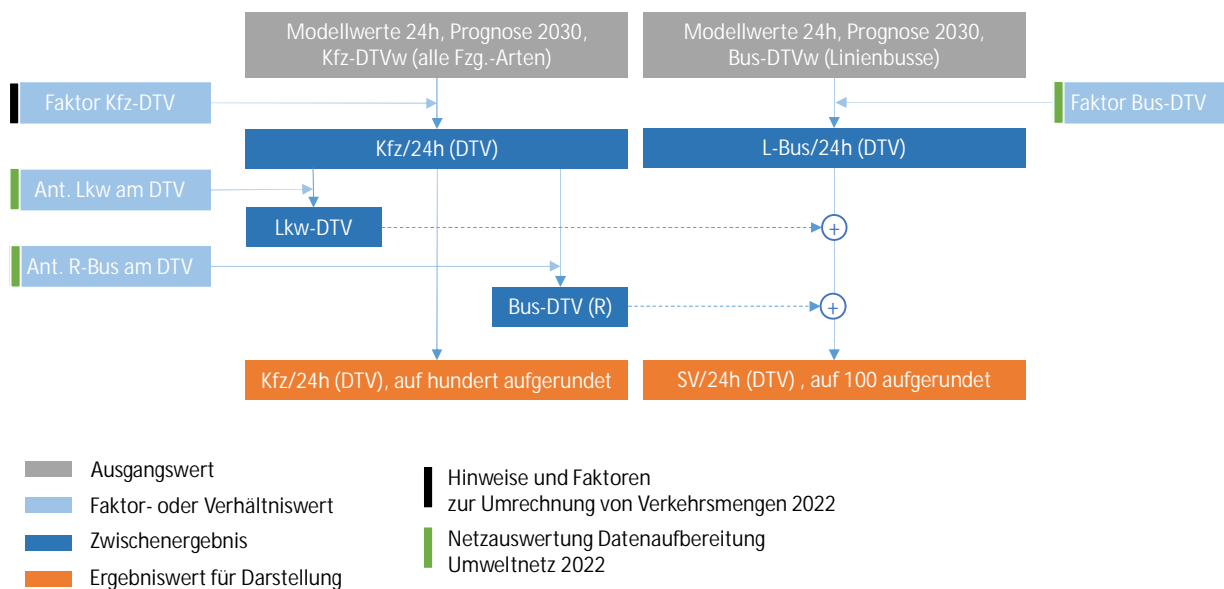 Modellwerte 24h, Prognose 2030,
Kfz-DTVw (alle Fzg.-Arten)
Modellwerte 24h, Prognose 2030,
Bus-DTVw (Linienbusse)
Faktor Kfz-DTV
Faktor Bus-DTV
Kfz/24h (DTV)
L-Bus/24h (DTV)
Ant. Lkw am DTV
Lkw-DTV
+
Ant. R-Bus am DTV
Bus-DTV (R)
+
Kfz/24h (DTV), auf hundert aufgerundet
SV/24h (DTV) , auf 100 aufgerundet
Ausgangswert
Faktor- oder Verhältniswert
Zwischenergebnis
Ergebniswert für Darstellung
Hinweise und Faktoren
zur Umrechnung von Verkehrsmengen 2022
Netzauswertung Datenaufbereitung
Umweltnetz 2022